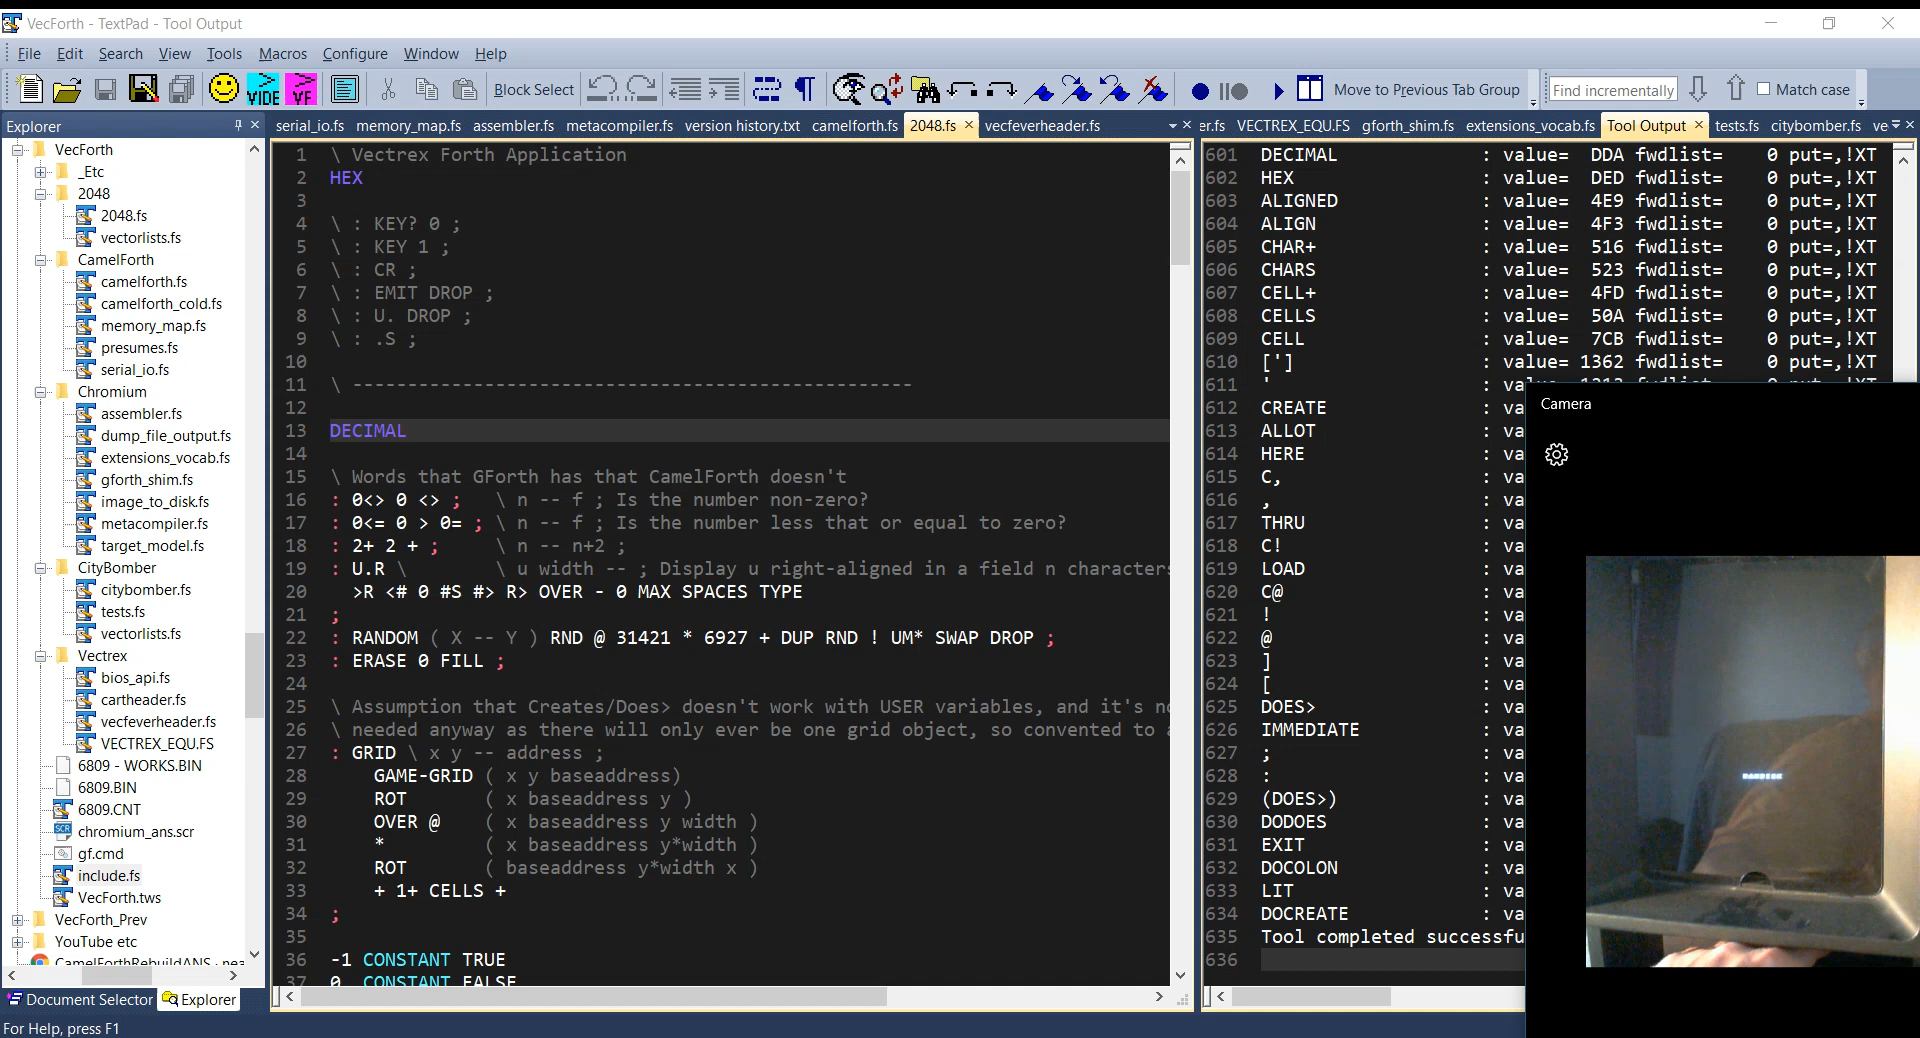 VecForth - TextPad - Tool Output
File Edit Search View Tools Macros Configure Window Help
VIDE VF Block Select Move to Previous Tab Group Find incrementally Match case
Explorer
VecForth
_Etc
2048
2048.fs
vectorlists.fs
CamelForth
camelforth.fs
camelforth_cold.fs
memory_map.fs
presumes.fs
serial_io.fs
Chromium
assembler.fs
dump_file_output.fs
extensions_vocab.fs
gforth_shim.fs
image_to_disk.fs
metacompiler.fs
target_model.fs
CityBomber
citybomber.fs
tests.fs
vectorlists.fs
Vectrex
bios_api.fs
cartheader.fs
vecfeverheader.fs
VECTREX_EQU.FS
6809 - WORKS.BIN
6809.BIN
6809.CNT
chromium_ans.scr
gf.cmd
include.fs
VecForth.tws
VecForth_Prev
YouTube etc
CamelForthRebuildANS - nea
Document Selector Explorer
For Help, press F1
serial_io.fs memory_map.fs assembler.fs metacompiler.fs version history.txt camelforth.fs 2048.fs vecfeverheader.fs
1 \ Vectrex Forth Application
2 HEX
3
4 \ : KEY? 0 ;
5 \ : KEY 1 ;
6 \ : CR ;
7 \ : EMIT DROP ;
8 \ : U. DROP ;
9 \ : .S ;
10
11 \ ---------------------------------------------------
12
13 DECIMAL
14
15 \ Words that GForth has that CamelForth doesn't
16 : 0<> 0 <> ; \ n -- f ; Is the number non-zero?
17 : 0<= 0 > 0= ; \ n -- f ; Is the number less that or equal to zero?
18 : 2+ 2 + ; \ n -- n+2 ;
19 : U.R \ \ u width -- ; Display u right-aligned in a field n character
20 >R <# 0 #S #> R> OVER - 0 MAX SPACES TYPE
21 ;
22 : RANDOM ( X -- Y ) RND @ 31421 * 6927 + DUP RND ! UM* SWAP DROP ;
23 : ERASE 0 FILL ;
24
25 \ Assumption that Creates/Does> doesn't work with USER variables, and it's n
26 \ needed anyway as there will only ever be one grid object, so convented to
27 : GRID \ x y -- address ;
28 GAME-GRID ( x y baseaddress)
29 ROT ( x baseaddress y )
30 OVER @ ( x baseaddress y width )
31 * ( x baseaddress y*width )
32 ROT ( baseaddress y*width x )
33 + 1+ CELLS +
34 ;
35
36 -1 CONSTANT TRUE
37 0 CONSTANT FALSE
er.fs VECTREX_EQU.FS gforth_shim.fs extensions_vocab.fs Tool Output tests.fs citybomber.fs ve
601 DECIMAL : value= DDA fwdlist= 0 put=,!XT
602 HEX : value= DED fwdlist= 0 put=,!XT
603 ALIGNED : value= 4E9 fwdlist= 0 put=,!XT
604 ALIGN : value= 4F3 fwdlist= 0 put=,!XT
605 CHAR+ : value= 516 fwdlist= 0 put=,!XT
606 CHARS : value= 523 fwdlist= 0 put=,!XT
607 CELL+ : value= 4FD fwdlist= 0 put=,!XT
608 CELLS : value= 50A fwdlist= 0 put=,!XT
609 CELL : value= 7CB fwdlist= 0 put=,!XT
610 ['] : value= 1362 fwdlist= 0 put=,!XT
611 ' : va
612 CREATE : va
613 ALLOT : va
614 HERE : va
615 C, : va
616 , : va
617 THRU : va
618 C! : va
619 LOAD : va
620 C@ : va
621 ! : va
622 @ : va
623 ] : va
624 [ : va
625 DOES> : va
626 IMMEDIATE : va
627 ; : va
628 : : va
629 (DOES>) : va
630 DODOES : va
631 EXIT : va
632 DOCOLON : va
633 LIT : va
634 DOCREATE : va
635 Tool completed successfu
636
Camera